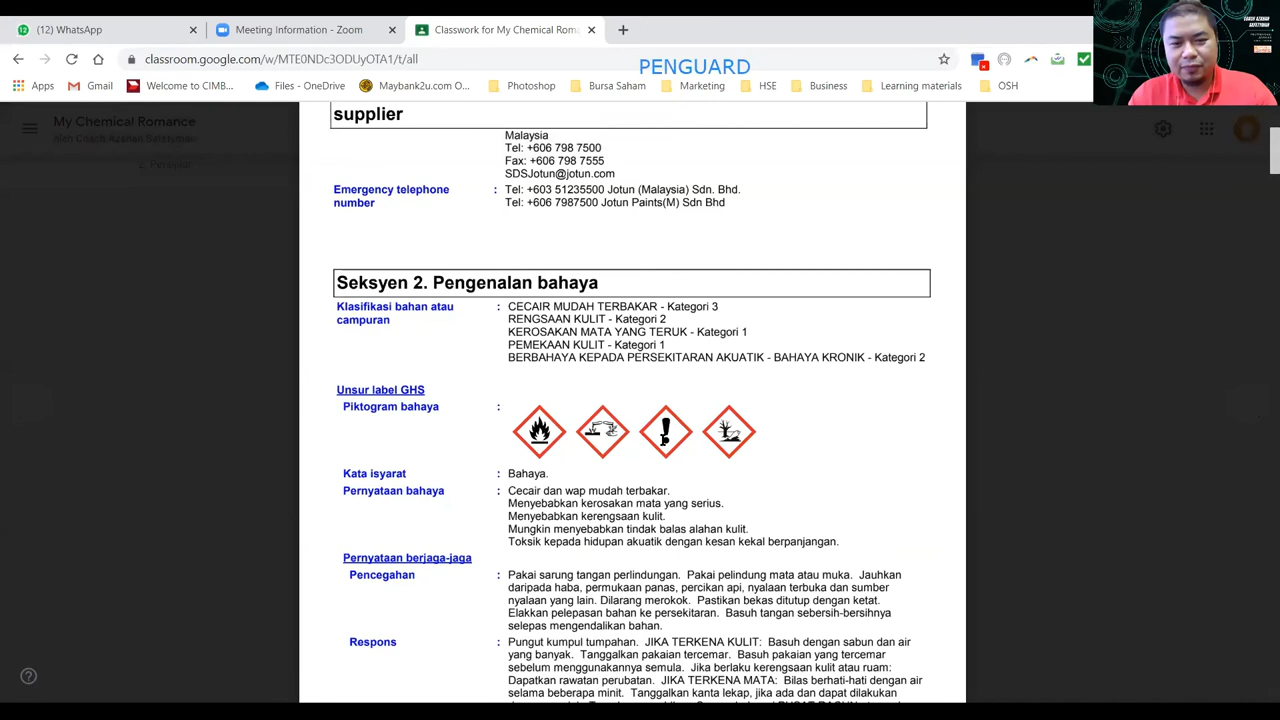 (12) WhatsApp
Meeting Information - Zoom
Classwork for My Chemical Roma
classroom.google.com/w/MTE0NDc3ODUyOTM1/t/all
PENGUARD
Apps
Gmail
Welcome to CIMB...
Files - OneDrive
Maybank2u.com O...
Photoshop
Bursa Saham
Marketing
HSE
Business
Learning materials
OSH
COACH AZAHAN
SAFETYMAN
My Chemical Romance
supplier
Malaysia
Tel: +606 798 7500
Fax: +606 798 7555
SDSJotun@jotun.com
Emergency telephone number : Tel: +603 51235500 Jotun (Malaysia) Sdn. Bhd.
Tel: +606 7987500 Jotun Paints(M) Sdn Bhd
Seksyen 2. Pengenalan bahaya
Klasifikasi bahan atau campuran : CECAIR MUDAH TERBAKAR - Kategori 3
RENGSAAN KULIT - Kategori 2
KEROSAKAN MATA YANG TERUK - Kategori 1
PEMEKAAN KULIT - Kategori 1
BERBAHAYA KEPADA PERSEKITARAN AKUATIK - BAHAYA KRONIK - Kategori 2
Unsur label GHS
Piktogram bahaya :
Kata isyarat : Bahaya.
Pernyataan bahaya : Cecair dan wap mudah terbakar.
Menyebabkan kerosakan mata yang serius.
Menyebabkan kerengsaan kulit.
Mungkin menyebabkan tindak balas alahan kulit.
Toksik kepada hidupan akuatik dengan kesan kekal berpanjangan.
Pernyataan berjaga-jaga
Pencegahan : Pakai sarung tangan perlindungan. Pakai pelindung mata atau muka. Jauhkan
daripada haba, permukaan panas, percikan api, nyalaan terbuka dan sumber
nyalaan yang lain. Dilarang merokok. Pastikan bekas ditutup dengan ketat.
Elakkan pelepasan bahan ke persekitaran. Basuh tangan sebersih-bersihnya
selepas mengendalikan bahan.
Respons : Pungut kumpul tumpahan. JIKA TERKENA KULIT: Basuh dengan sabun dan air
yang banyak. Tanggalkan pakaian tercemar. Basuh pakaian yang tercemar
sebelum menggunakannya semula. Jika berlaku kerengsaan kulit atau ruam:
Dapatkan rawatan perubatan. JIKA TERKENA MATA: Bilas berhati-hati dengan air
selama beberapa minit. Tanggalkan kanta lekap, jika ada dan dapat dilakukan